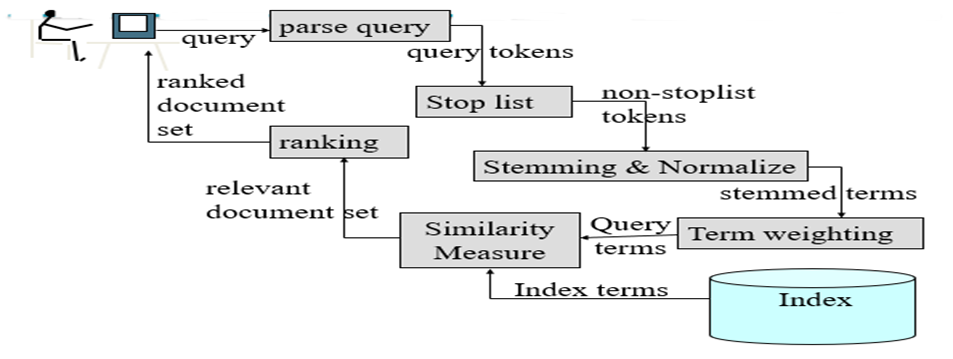 query
parse query
query tokens
Stop list
non-stoplist
tokens
Stemming & Normalize
stemmed terms
Term weighting
Query
terms
Similarity
Measure
Index terms
Index
relevant
document set
ranking
ranked
document
set